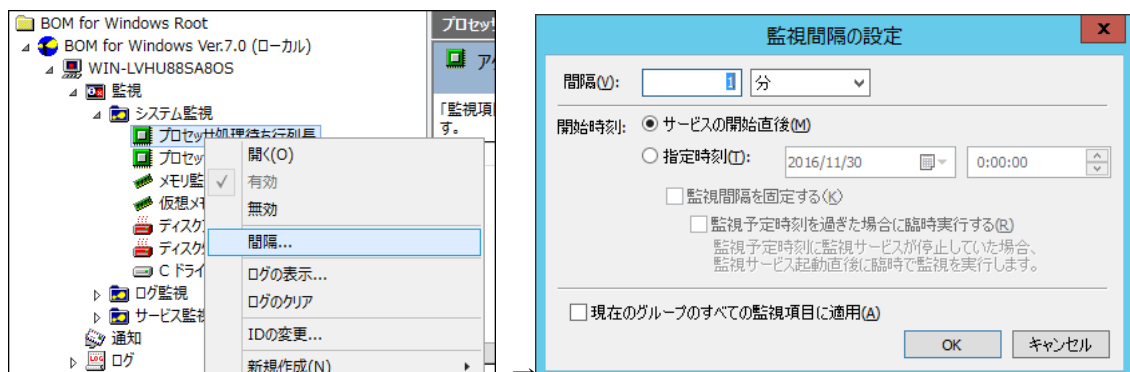 BOM for Windows Root
BOM for Windows Ver.7.0 (ローカル)
WIN-LVHU88SA8OS
監視
システム監視
プロセッサ処理待ち行列長
プロセッ
メモリ監
仮想メモ
ディスク
ディスク
C ドライ
ログ監視
サービス監視
通知
ログ
開く(O)
有効
無効
間隔...
ログの表示...
ログのクリア
IDの変更...
新規作成(N)
プロセッサ
ア
「監視項
す。
→
監視間隔の設定
x
間隔(V): 1 分
開始時刻: サービスの開始直後(M)
指定時刻(T): 2016/11/30 0:00:00
監視間隔を固定する(K)
監視予定時刻を過ぎた場合に臨時実行する(R)
監視予定時刻に監視サービスが停止していた場合、
監視サービス起動直後に臨時で監視を実行します。
現在のグループのすべての監視項目に適用(A)
OK キャンセル